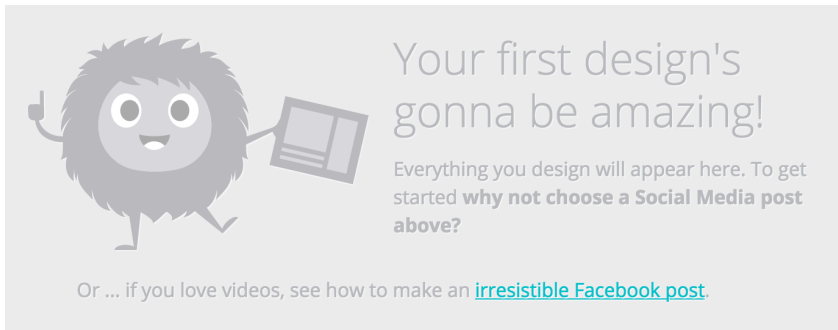 Your first design's
gonna be amazing!
Everything you design will appear here. To get
started why not choose a Social Media post
above?
Or ... if you love videos, see how to make an irresistible Facebook post.